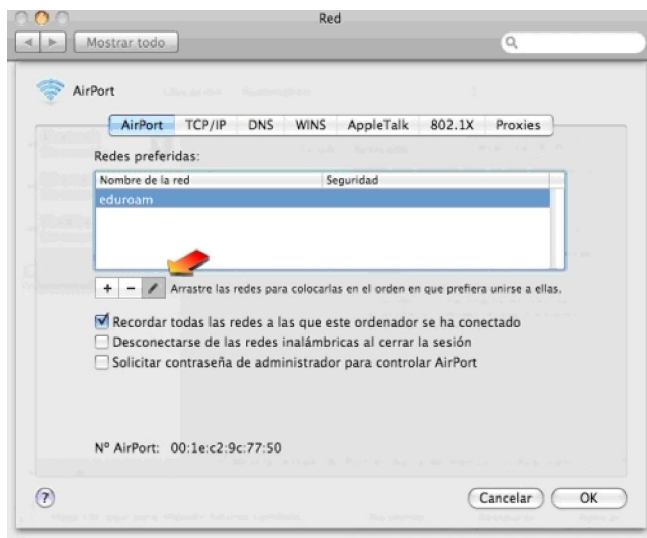 Red
Mostrar todo
AirPort
AirPort TCP/IP DNS WINS AppleTalk 802.1X Proxies
Redes preferidas:
Nombre de la red Seguridad
eduroam
+ − Arrastre las redes para colocarlas en el orden en que prefiera unirse a ellas.
Recordar todas las redes a las que este ordenador se ha conectado
Desconectarse de las redes inalámbricas al cerrar la sesión
Solicitar contraseña de administrador para controlar AirPort
Nº AirPort: 00:1e:c2:9c:77:50
? Cancelar OK